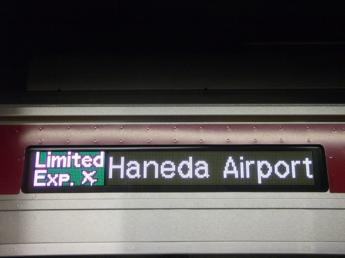 Limited
Exp. ✈ Haneda Airport